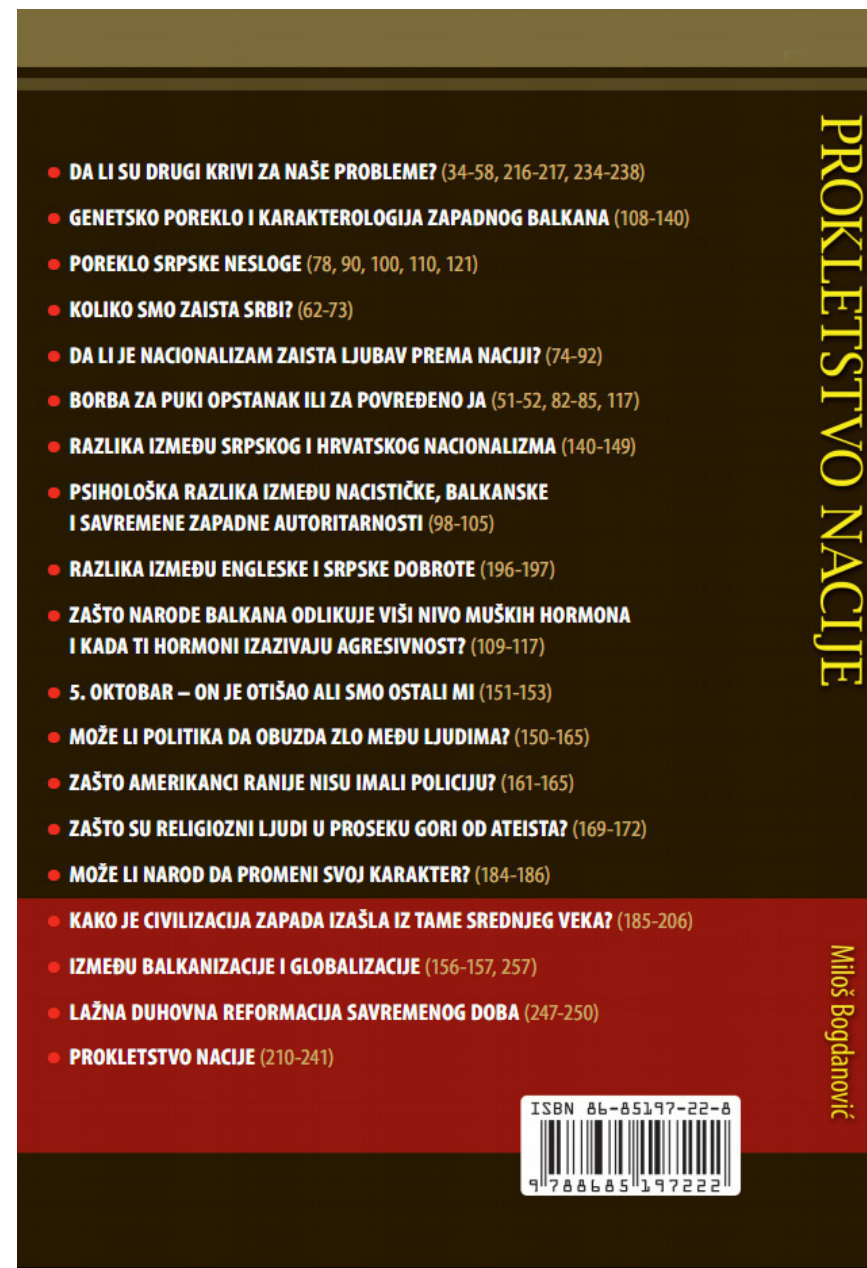 DA LI SU DRUGI KRIVI ZA NAŠE PROBLEME? (34-58, 216-217, 234-238)
GENETSKO POREKLO I KARAKTEROLOGIJA ZAPADNOG BALKANA (108-140)
POREKLO SRPSKE NESLOGE (78, 90, 100, 110, 121)
KOLIKO SMO ZAISTA SRBI? (62-73)
DA LI JE NACIONALIZAM ZAISTA LJUBAV PREMA NACIJI? (74-92)
BORBA ZA PUKI OPSTANAK ILI ZA POVREĐENO JA (51-52, 82-85, 117)
RAZLIKA IZMEĐU SRPSKOG I HRVATSKOG NACIONALIZMA (140-149)
PSIHOLOŠKA RAZLIKA IZMEĐU NACISTIČKE, BALKANSKE
I SAVREMENE ZAPADNE AUTORITARNOSTI (98-105)
RAZLIKA IZMEĐU ENGLESKE I SRPSKE DOBROTE (196-197)
ZAŠTO NARODE BALKANA ODLIKUJE VIŠI NIVO MUŠKIH HORMONA
I KADA TI HORMONI IZAZIVAJU AGRESIVNOST? (109-117)
5. OKTOBAR – ON JE OTIŠAO ALI SMO OSTALI MI (151-153)
MOŽE LI POLITIKA DA OBUZDA ZLO MEĐU LJUDIMA? (150-165)
ZAŠTO AMERIKANCI RANIJE NISU IMALI POLICIJU? (161-165)
ZAŠTO SU RELIGIOZNI LJUDI U PROSEKU GORI OD ATEISTA? (169-172)
MOŽE LI NAROD DA PROMENI SVOJ KARAKTER? (184-186)
KAKO JE CIVILIZACIJA ZAPADA IZAŠLA IZ TAME SREDNJEG VEKA? (185-206)
IZMEĐU BALKANIZACIJE I GLOBALIZACIJE (156-157, 257)
LAŽNA DUHOVNA REFORMACIJA SAVREMENOG DOBA (247-250)
PROKLETSTVO NACIJE (210-241)
ISBN 86-85197-22-8
9 788685 197222
PROKLETSTVO NACIJE
Miloš Bogdanović